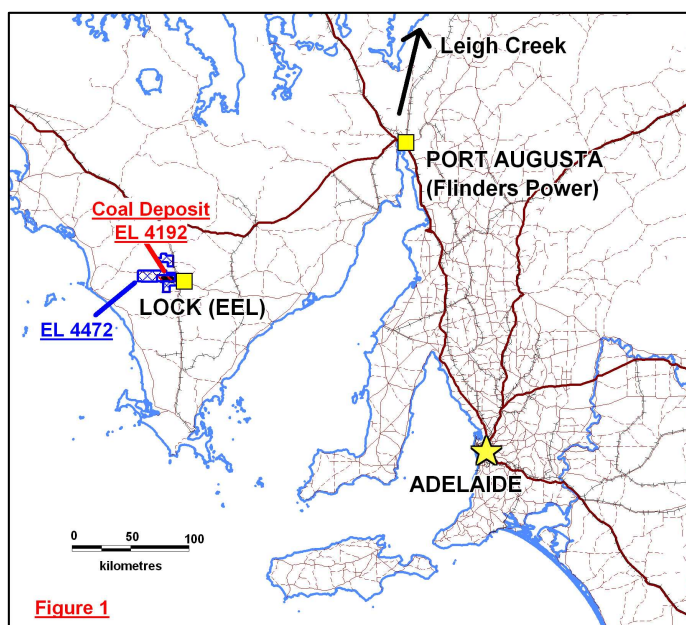 Leigh Creek
PORT AUGUSTA
(Flinders Power)
Coal Deposit
EL 4192
LOCK (EEL)
EL 4472
ADELAIDE
0 50 100
kilometres
Figure 1